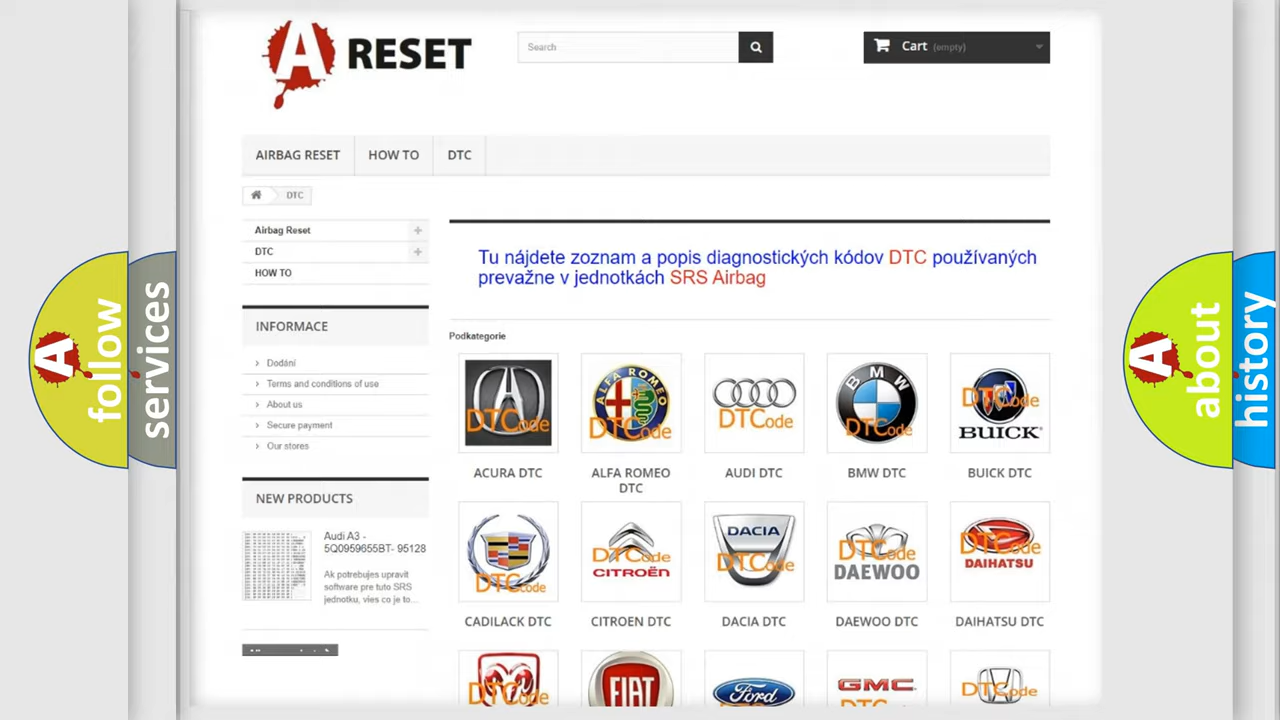 A RESET
Search
Cart (empty)
AIRBAG RESET
HOW TO
DTC
DTC
Airbag Reset
DTC
HOW TO
INFORMACE
Dodání
Terms and conditions of use
About us
Secure payment
Our stores
NEW PRODUCTS
Audi A3 -
5Q0959655BT- 95128
Ak potrebujes upravit
software pre tuto SRS
jednotku, vies co je to...
Tu nájdete zoznam a popis diagnostických kódov DTC používaných
prevažne v jednotkách SRS Airbag
Podkategorie
DTCode
ALFA ROMEO
DTCode
DTCode
BMW
DTCode
DTCode
BUICK
ACURA DTC
ALFA ROMEO
DTC
AUDI DTC
BMW DTC
BUICK DTC
DTCode
DTCode
CITROËN
DACIA
DTCode
DTCode
DAEWOO
DTCode
DAIHATSU
CADILACK DTC
CITROEN DTC
DACIA DTC
DAEWOO DTC
DAIHATSU DTC
DTCode
FIAT
Ford
GMC
DTCode
A follow
services
A about
history